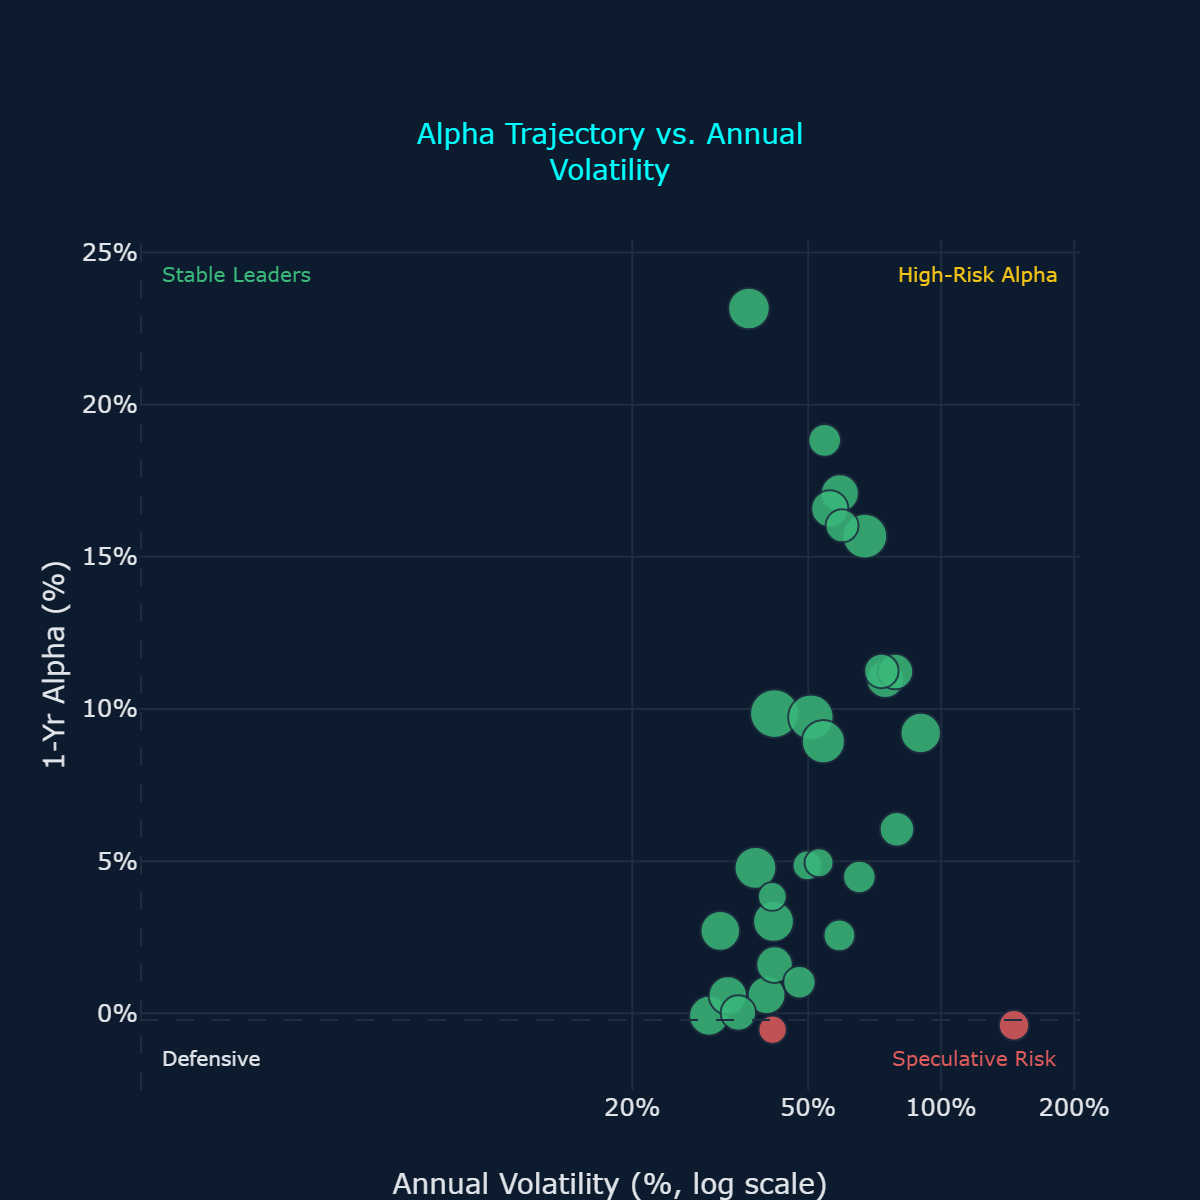 Alpha Trajectory vs. Annual
Volatility
25%
Stable Leaders
High-Risk Alpha
20%
15%
10%
5%
0%
1-Yr Alpha (%)
Defensive
Speculative Risk
20%
50%
100%
200%
Annual Volatility (%, log scale)